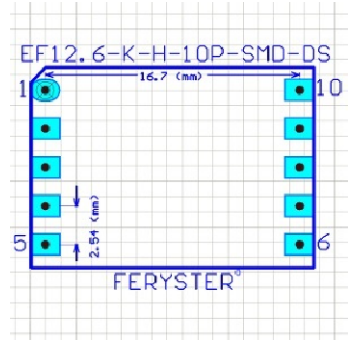 EF12.6-K-H-10P-SMD-DS
16.7 (mm)
1
10
2.54 (mm)
5
6
FERYSTER®